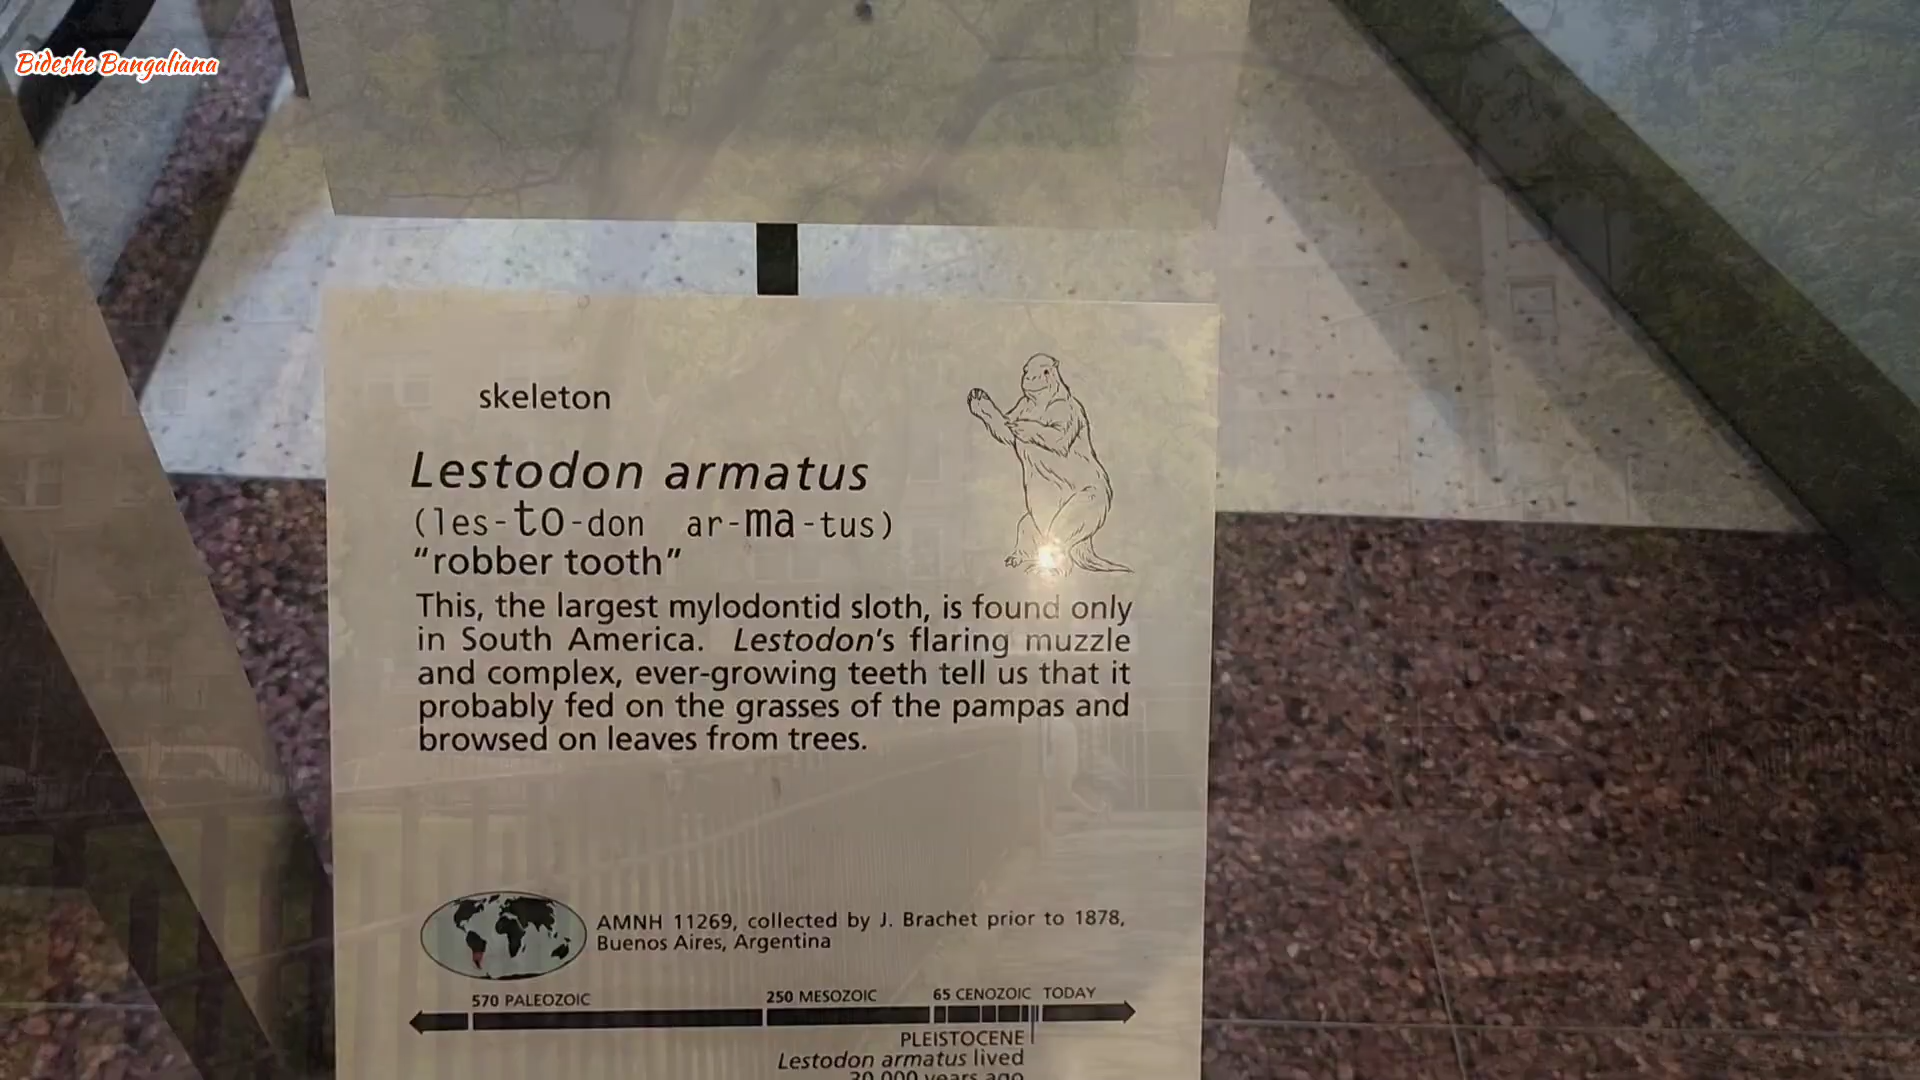 Bideshe Bangaliana
skeleton
Lestodon armatus
(les-to-don ar-ma-tus)
"robber tooth"
This, the largest mylodontid sloth, is found only
in South America. Lestodon's flaring muzzle
and complex, ever-growing teeth tell us that it
probably fed on the grasses of the pampas and
browsed on leaves from trees.
AMNH 11269, collected by J. Brachet prior to 1878,
Buenos Aires, Argentina
570 PALEOZOIC 250 MESOZOIC 65 CENOZOIC TODAY
PLEISTOCENE
Lestodon armatus lived
years ago